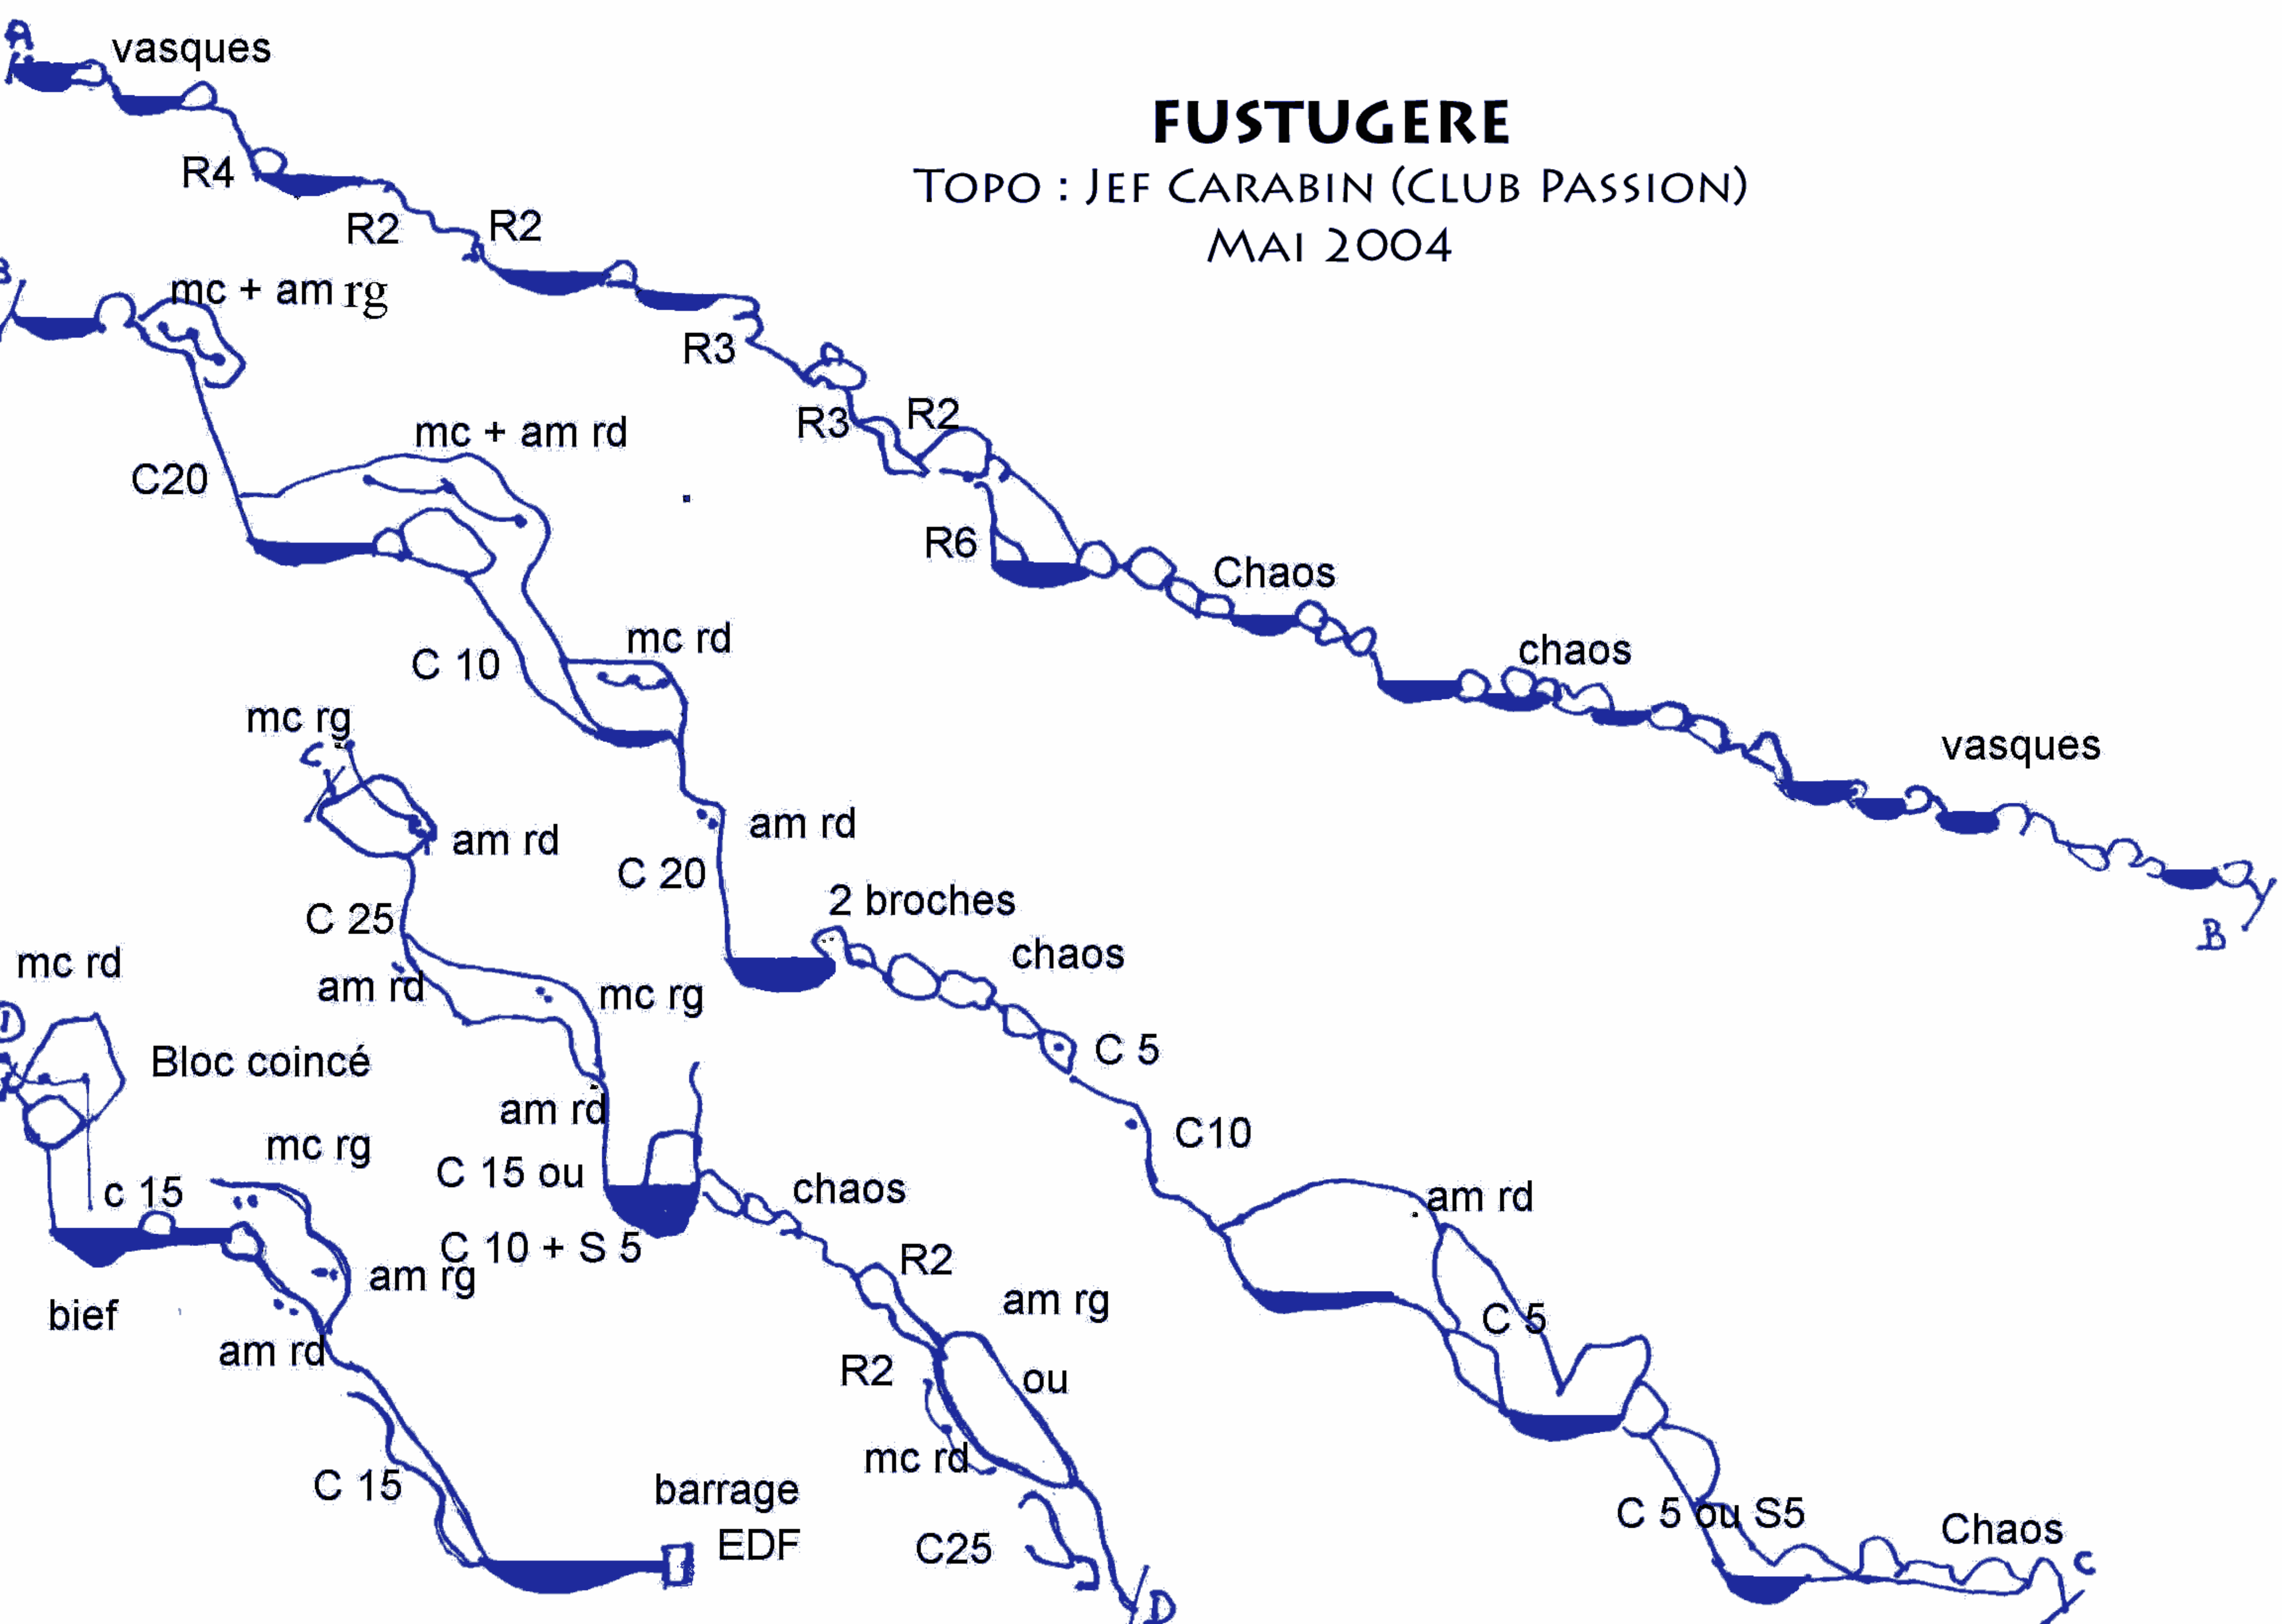 FUSTUGERE
TOPO : JEF CARABIN (CLUB PASSION)
MAI 2004
A
vasques
R4
R2
R2
R3
R3
R2
R6
Chaos
chaos
vasques
B
B
mc + am rg
C20
mc + am rd
C 10
mc rd
am rd
C 20
2 broches
chaos
C 5
C10
am rd
C 5
C 5 ou S5
Chaos
C
mc rg
C
am rd
C 25
am rd
mc rg
am rd
C 15 ou
C 10 + S 5
chaos
R2
R2
am rg
ou
mc rd
C25
D
mc rd
Bloc coincé
c 15
bief
mc rg
am rg
am rd
C 15
barrage
EDF